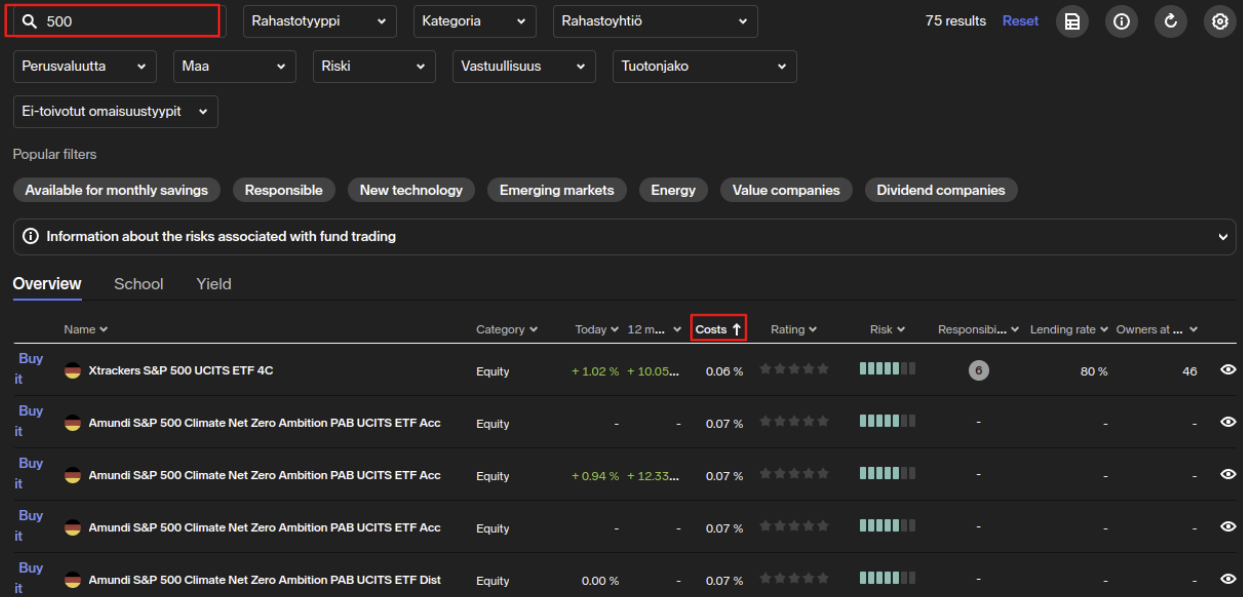 500
Rahastotyyppi
Kategoria
Rahastoyhtiö
75 results
Reset
Perusvaluutta
Maa
Riski
Vastuullisuus
Tuotonjako
Ei-toivotut omaisuustyypit
Popular filters
Available for monthly savings
Responsible
New technology
Emerging markets
Energy
Value companies
Dividend companies
Information about the risks associated with fund trading
Overview School Yield
Name Category Today 12 m... Costs Rating Risk Responsibi... Lending rate Owners at ...
Buy it Xtrackers S&P 500 UCITS ETF 4C Equity + 1.02 % + 10.05... 0.06 % 6 80 % 46
Buy it Amundi S&P 500 Climate Net Zero Ambition PAB UCITS ETF Acc Equity - - 0.07 % - - -
Buy it Amundi S&P 500 Climate Net Zero Ambition PAB UCITS ETF Acc Equity + 0.94 % + 12.33... 0.07 % - - -
Buy it Amundi S&P 500 Climate Net Zero Ambition PAB UCITS ETF Acc Equity - - 0.07 % - - -
Buy it Amundi S&P 500 Climate Net Zero Ambition PAB UCITS ETF Dist Equity 0.00 % - 0.07 % - - -